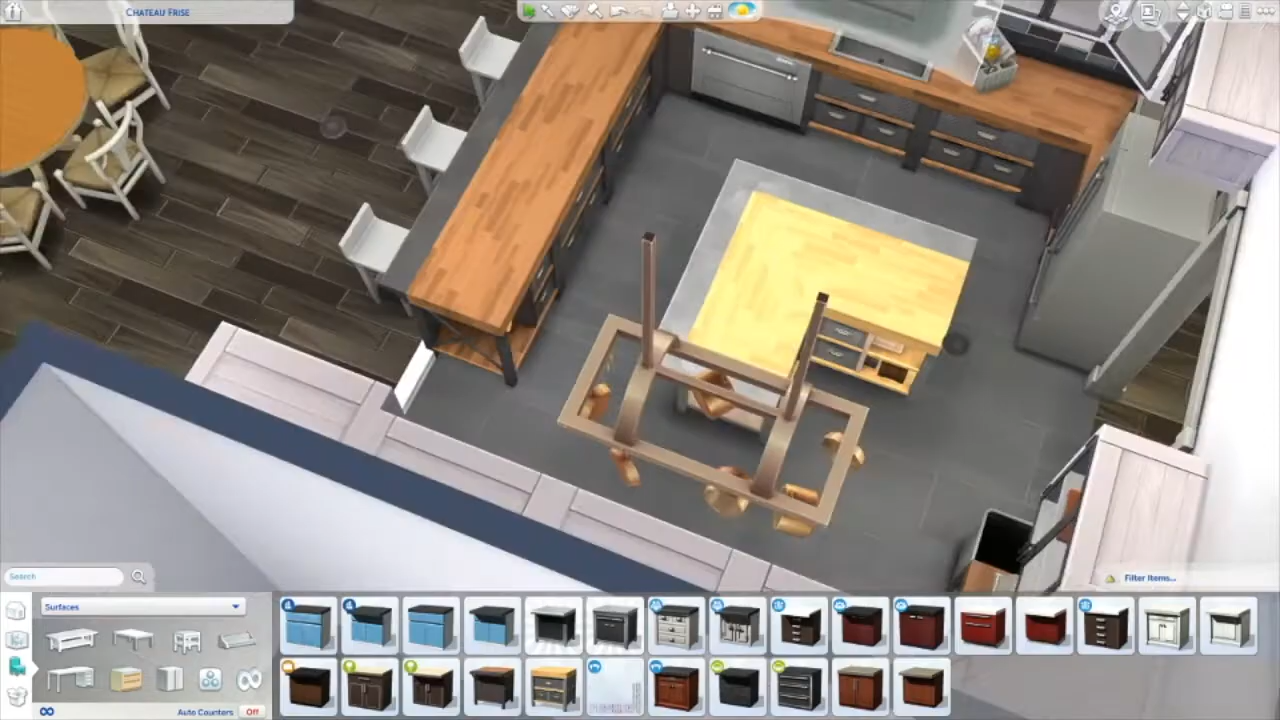 CHATEAU FRISE
Filter Items...
Search
Surfaces
Auto Counters
Off